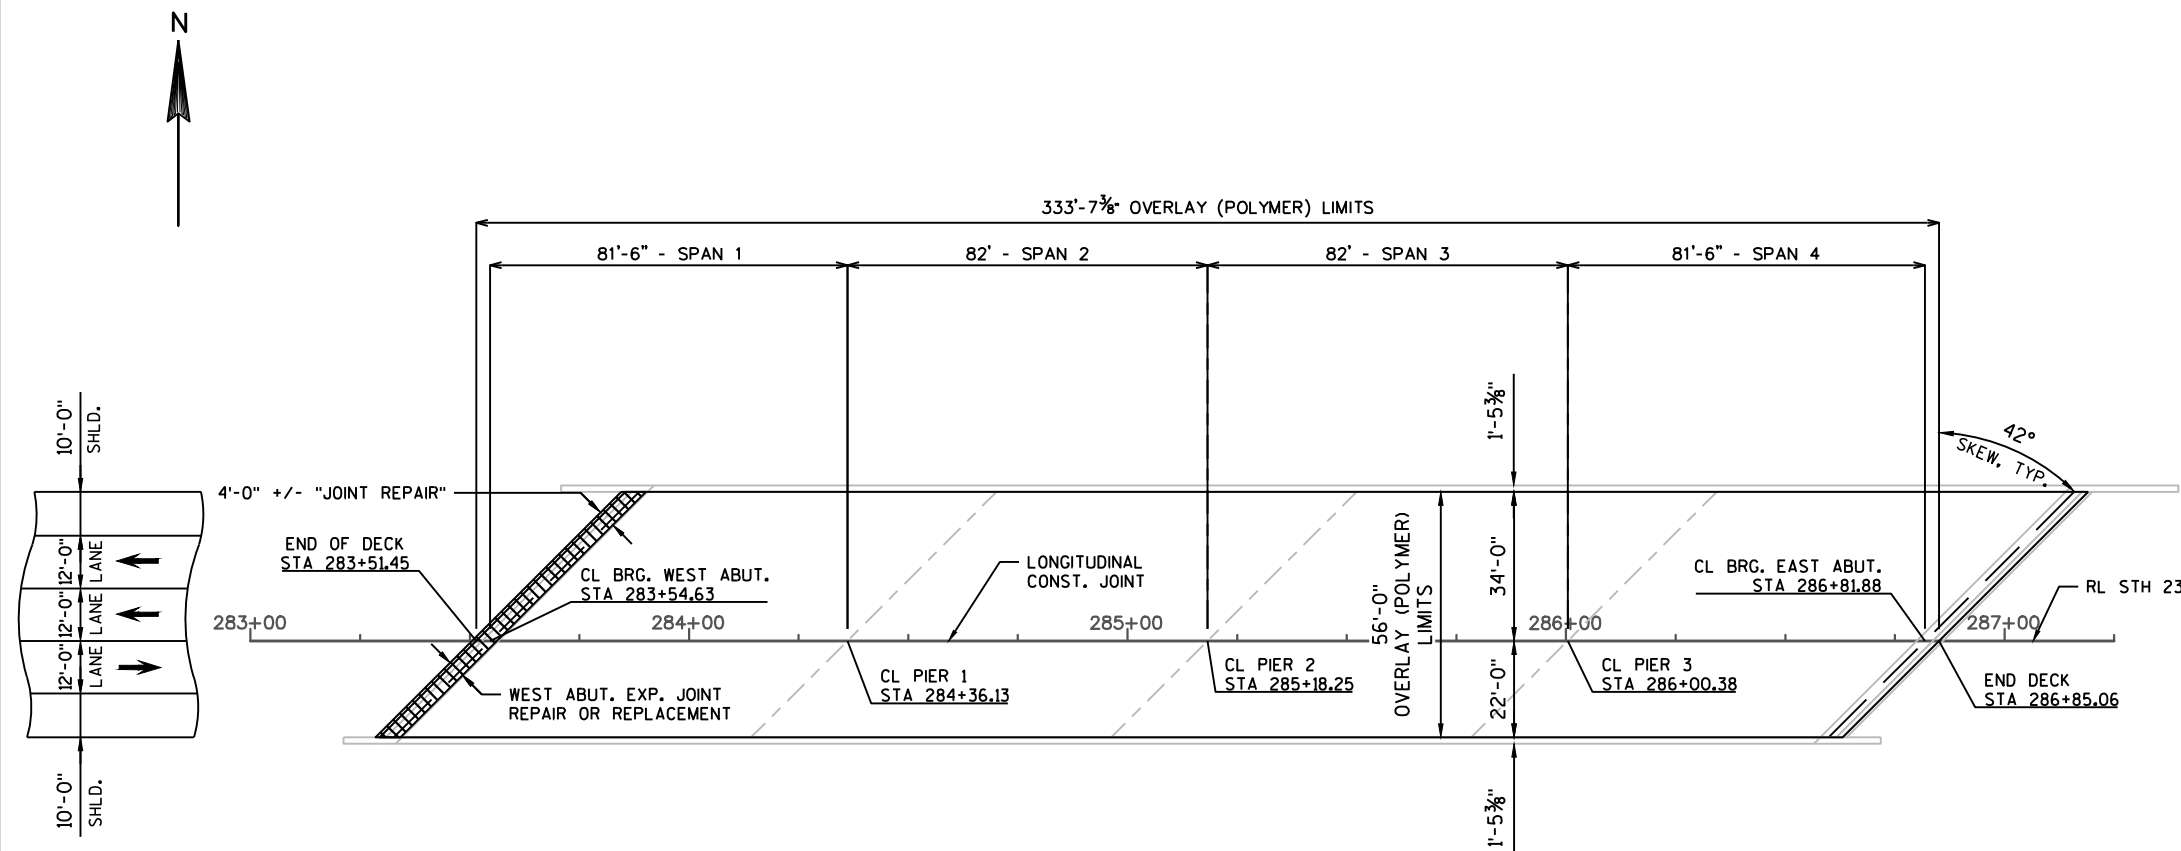 N
333'-7⅜" OVERLAY (POLYMER) LIMITS
81'-6" - SPAN 1
82' - SPAN 2
82' - SPAN 3
81'-6" - SPAN 4
10'-0"
SHLD.
12'-0"
LANE
12'-0"
LANE
12'-0"
LANE
10'-0"
SHLD.
4'-0" +/- "JOINT REPAIR"
END OF DECK
STA 283+51.45
CL BRG. WEST ABUT.
STA 283+54.63
283+00
284+00
285+00
286+00
287+00
WEST ABUT. EXP. JOINT
REPAIR OR REPLACEMENT
LONGITUDINAL
CONST. JOINT
CL PIER 1
STA 284+36.13
CL PIER 2
STA 285+18.25
CL PIER 3
STA 286+00.38
56'-0"
OVERLAY (POLYMER)
LIMITS
1'-5⅜"
34'-0"
22'-0"
1'-5⅜"
42°
SKEW, TYP.
CL BRG. EAST ABUT.
STA 286+81.88
RL STH 23
END DECK
STA 286+85.06